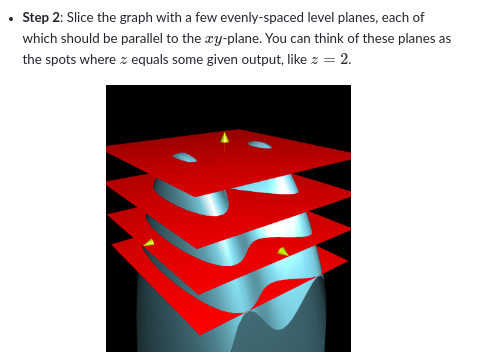 • Step 2: Slice the graph with a few evenly-spaced level planes, each of
which should be parallel to the xy-plane. You can think of these planes as
the spots where z equals some given output, like z = 2.